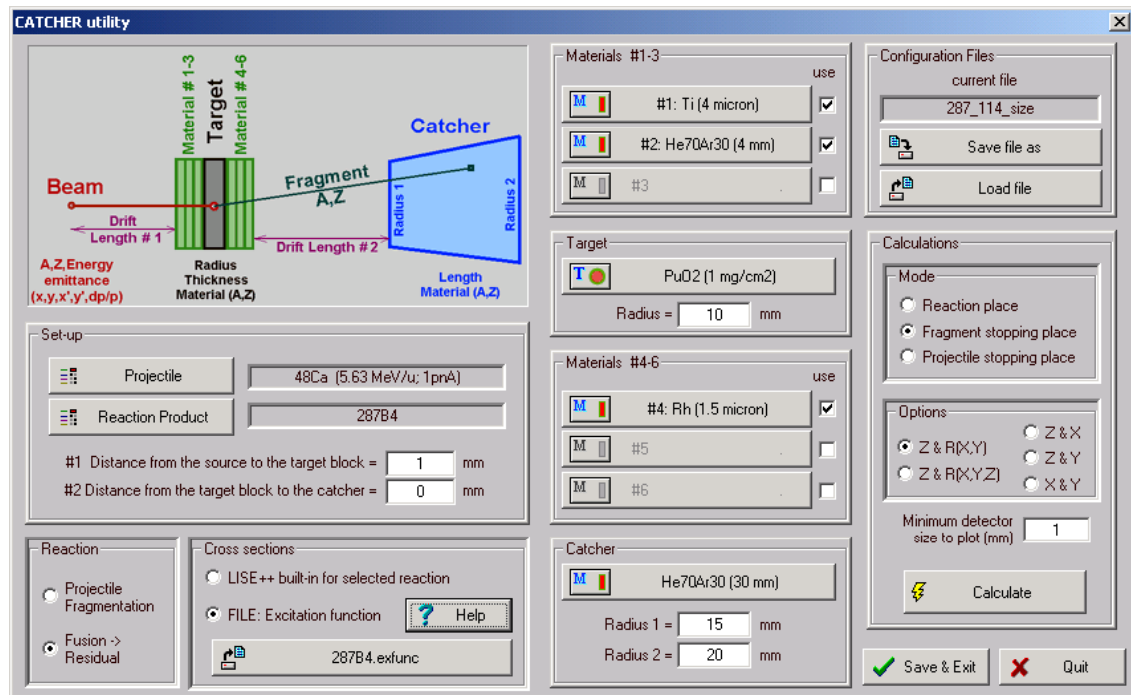 CATCHER utility
Material # 1-3
Target
Material # 4-6
Catcher
Beam
Fragment
A,Z
Radius 1
Radius 2
Drift
Length # 1
Drift Length #2
A,Z,Energy
emittance
(x,y,x',y',dp/p)
Radius
Thickness
Material (A,Z)
Length
Material (A,Z)
Set-up
Projectile
48Ca (5.63 MeV/u; 1pnA)
Reaction Product
287B4
#1 Distance from the source to the target block = 1 mm
#2 Distance from the target block to the catcher = 0 mm
Reaction
Projectile
Fragmentation
Fusion ->
Residual
Cross sections
LISE++ built-in for selected reaction
FILE: Excitation function
? Help
287B4.exfunc
Materials #1-3
use
M #1: Ti (4 micron)
M #2: He70Ar30 (4 mm)
M #3 .
Target
T PuO2 (1 mg/cm2)
Radius = 10 mm
Materials #4-6
use
M #4: Rh (1.5 micron)
M #5 .
M #6 .
Catcher
M He70Ar30 (30 mm)
Radius 1 = 15 mm
Radius 2 = 20 mm
Configuration Files
current file
287_114_size
Save file as
Load file
Calculations
Mode
Reaction place
Fragment stopping place
Projectile stopping place
Options
Z & R(X,Y)
Z & R(X,Y,Z)
Z & X
Z & Y
X & Y
Minimum detector
size to plot (mm) 1
Calculate
Save & Exit
Quit